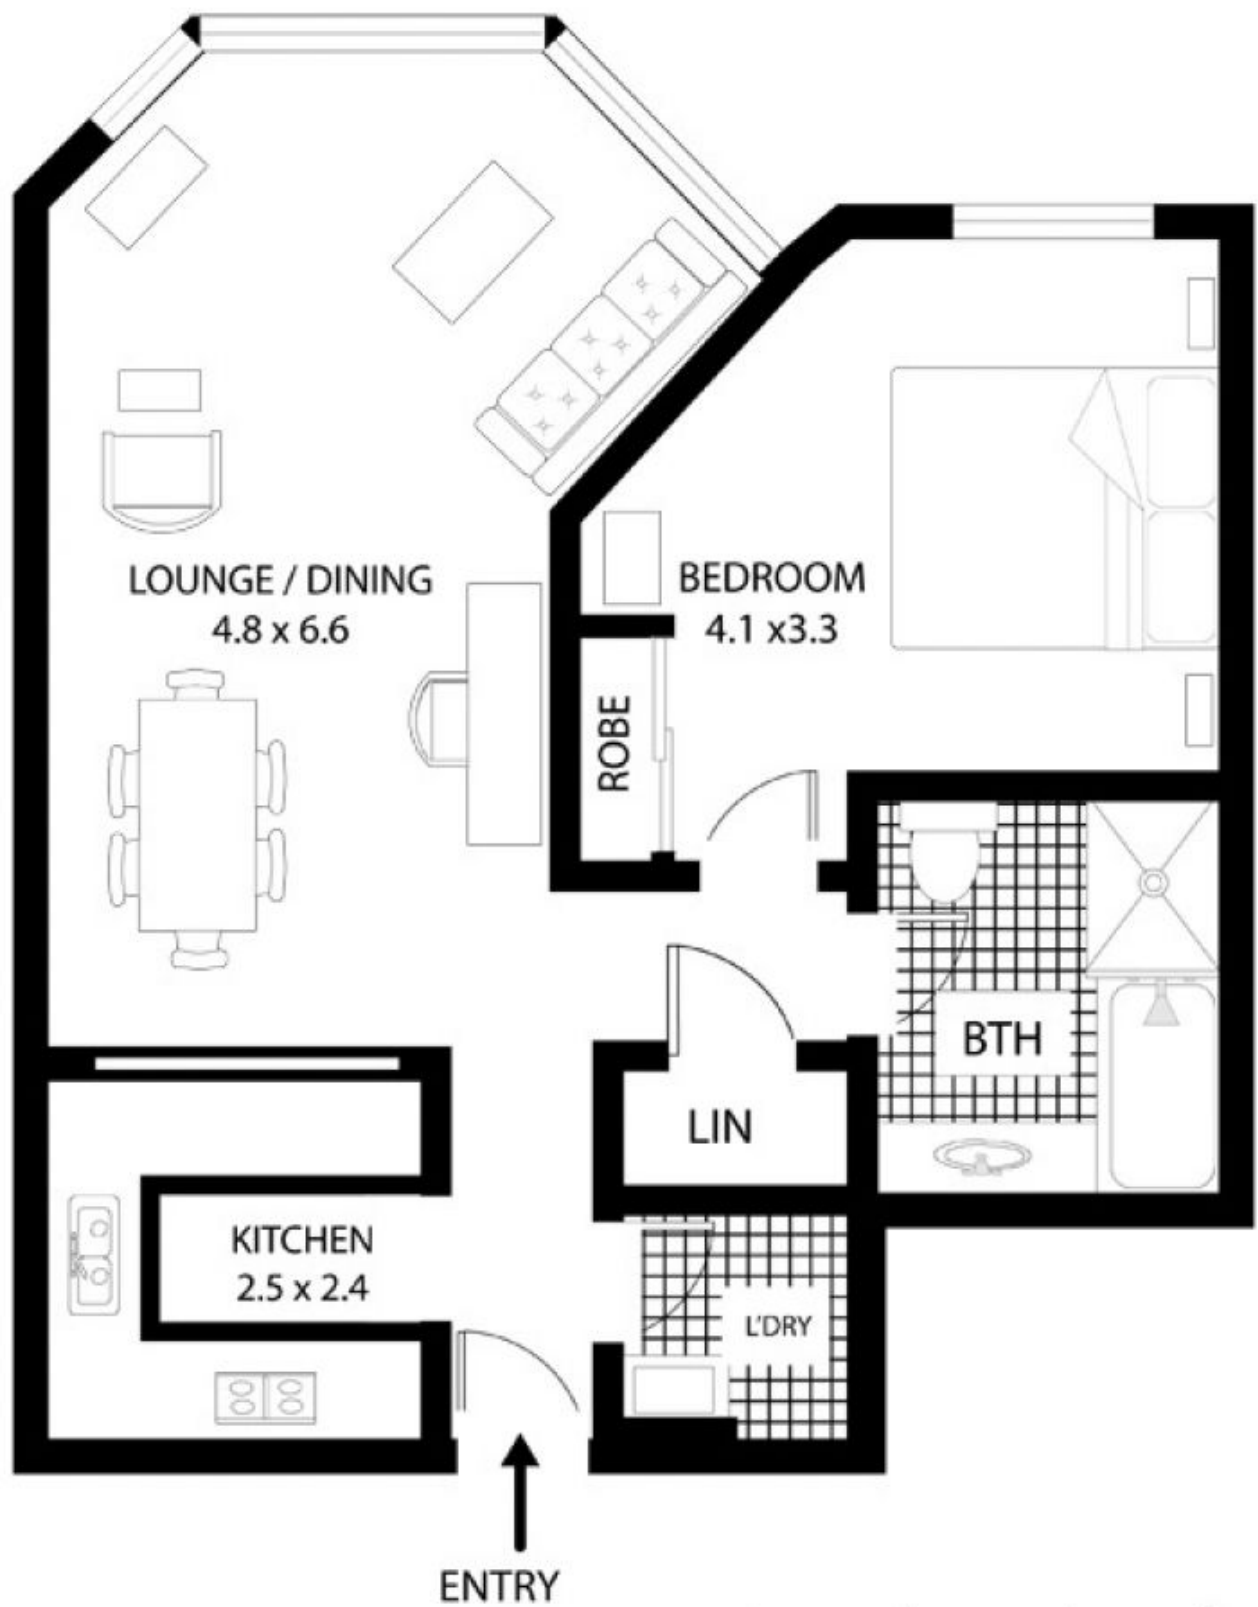 LOUNGE / DINING
4.8 x 6.6
BEDROOM
4.1 x3.3
ROBE
BTH
LIN
KITCHEN
2.5 x 2.4
L'DRY
ENTRY